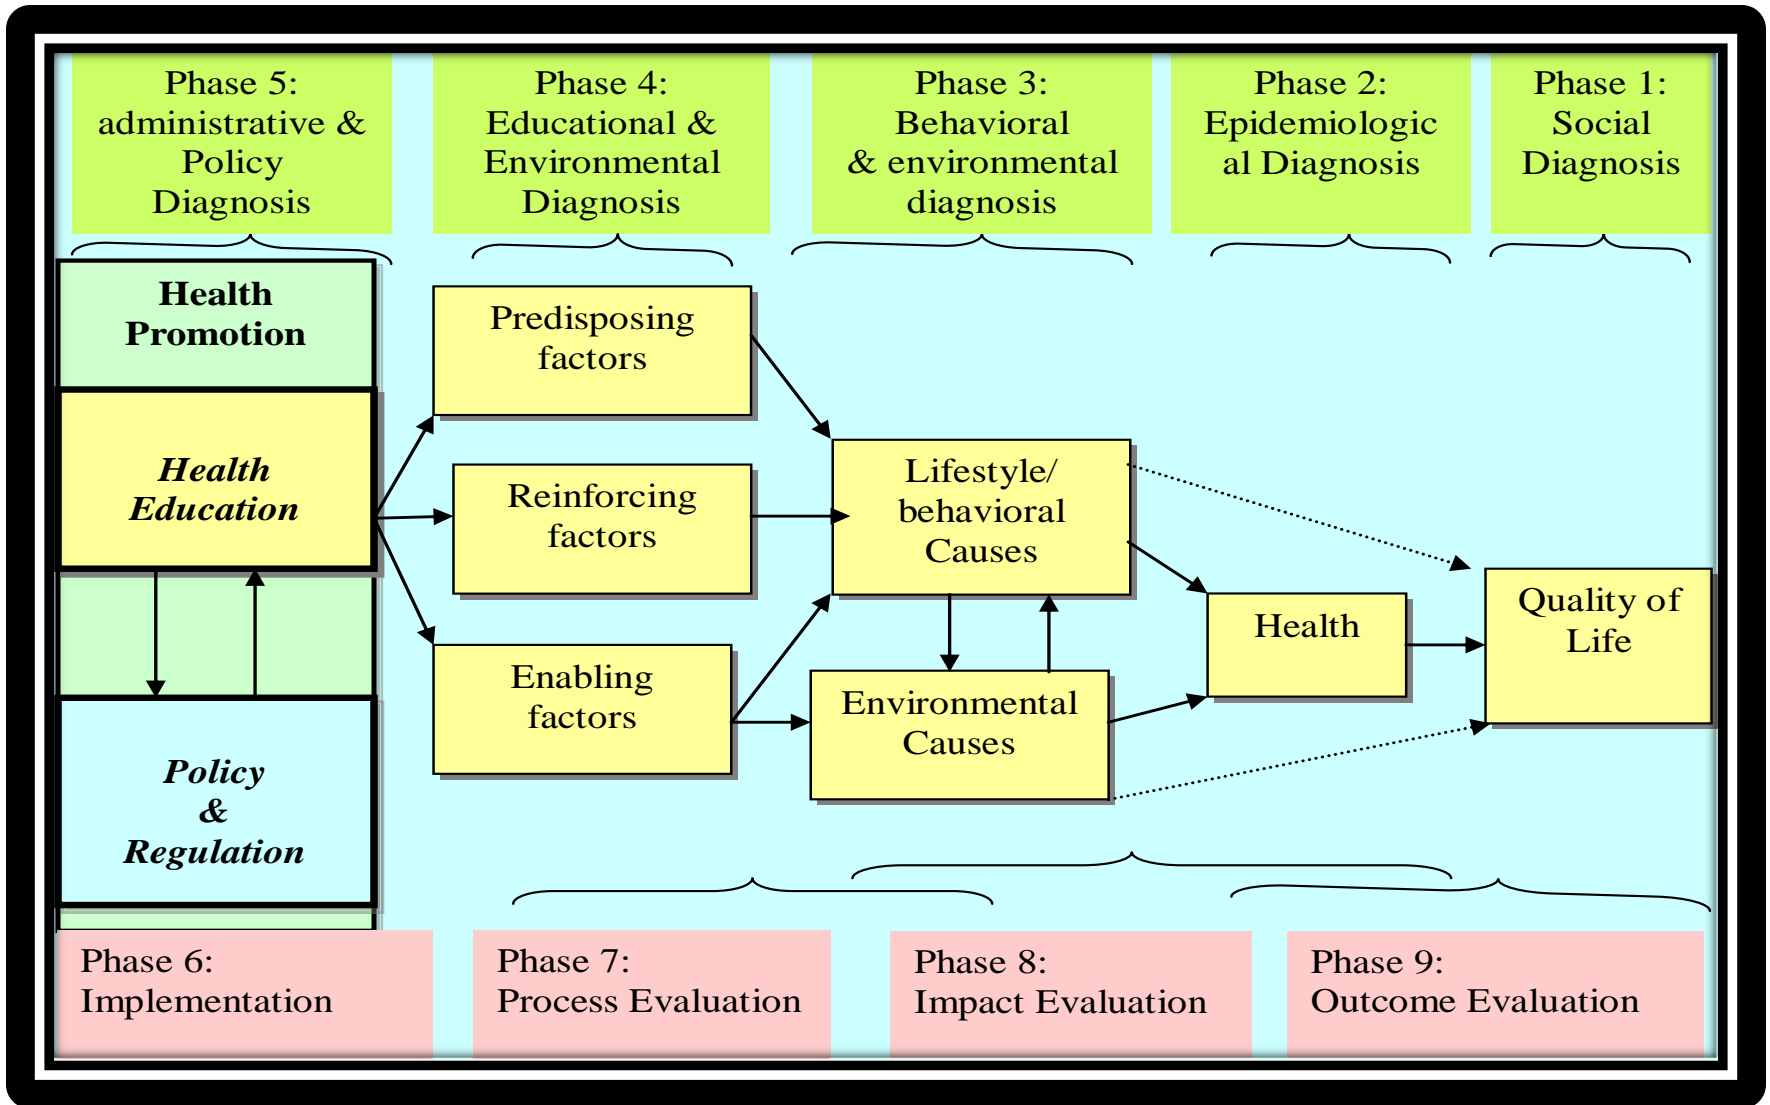 Phase 5:
administrative &
Policy
Diagnosis
Phase 4:
Educational &
Environmental
Diagnosis
Phase 3:
Behavioral
& environmental
diagnosis
Phase 2:
Epidemiologic
al Diagnosis
Phase 1:
Social
Diagnosis
Health
Promotion
Health
Education
Policy
&
Regulation
Predisposing
factors
Reinforcing
factors
Enabling
factors
Lifestyle/
behavioral
Causes
Environmental
Causes
Health
Quality of
Life
Phase 6:
Implementation
Phase 7:
Process Evaluation
Phase 8:
Impact Evaluation
Phase 9:
Outcome Evaluation